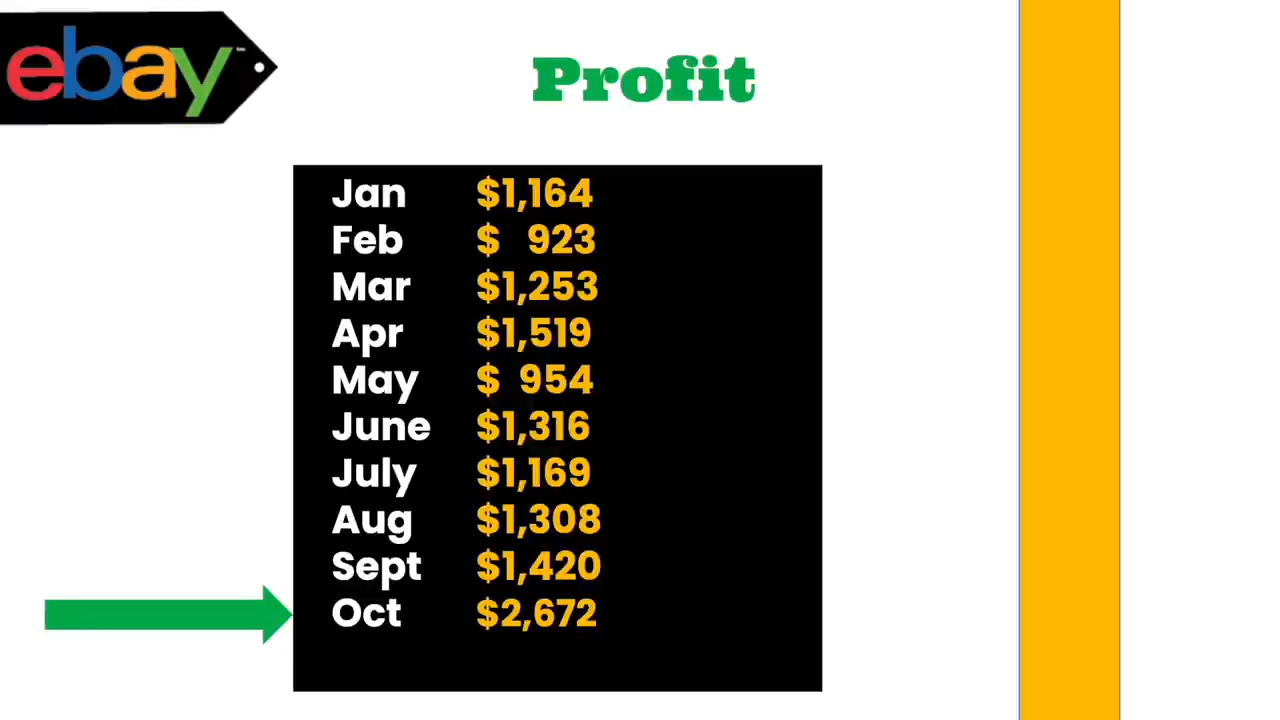 ebay™
Profit
Jan $1,164
Feb $ 923
Mar $1,253
Apr $1,519
May $ 954
June $1,316
July $1,169
Aug $1,308
Sept $1,420
Oct $2,672